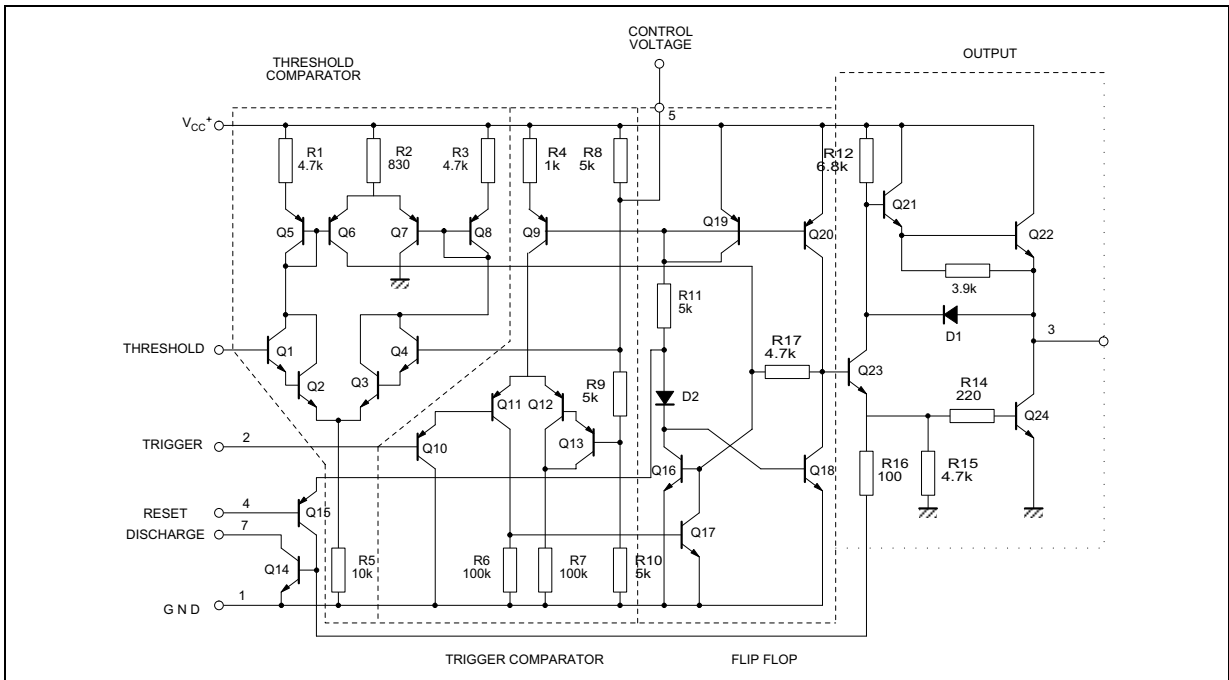 CONTROL
VOLTAGE
OUTPUT
THRESHOLD
COMPARATOR
5
VCC+
R1
4.7k
R2
830
R3
4.7k
R4
1k
R8
5k
R12
6.8k
Q21
Q5
Q6
Q7
Q8
Q9
Q19
Q20
Q22
3.9k
R11
5k
D1
3
THRESHOLD
Q1
Q4
R17
4.7k
Q23
Q2
Q3
R9
5k
D2
R14
220
Q11
Q12
Q24
TRIGGER
2
Q10
Q13
Q16
Q18
R16
100
R15
4.7k
RESET
4
Q15
DISCHARGE
7
Q17
Q14
R5
10k
R6
100k
R7
100k
R10
5k
GND
1
TRIGGER COMPARATOR
FLIP FLOP